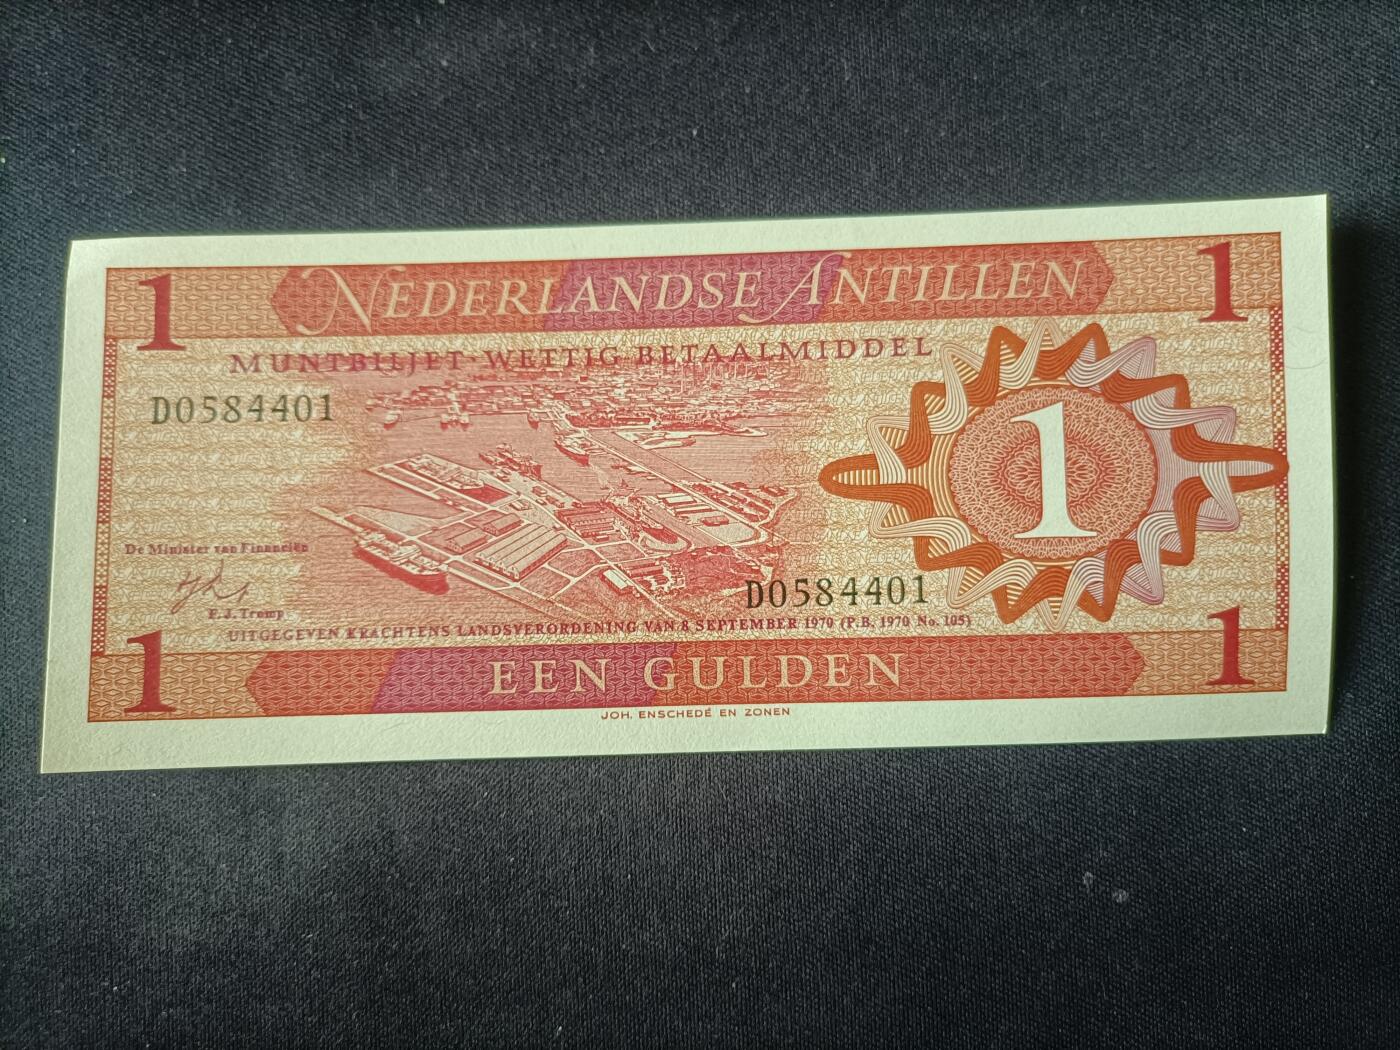 1 NEDERLANDSE ANTILLEN 1
MUNTBILJET·WETTIG BETAALMIDDEL
D0584401
1
De Minister van Financiën
E.J. Tromp
D0584401
UITGEGEVEN KRACHTENS LANDSVERORDENING VAN 8 SEPTEMBER 1970 (P.B. 1970 No. 105)
1 EEN GULDEN 1
JOH. ENSCHEDÉ EN ZONEN